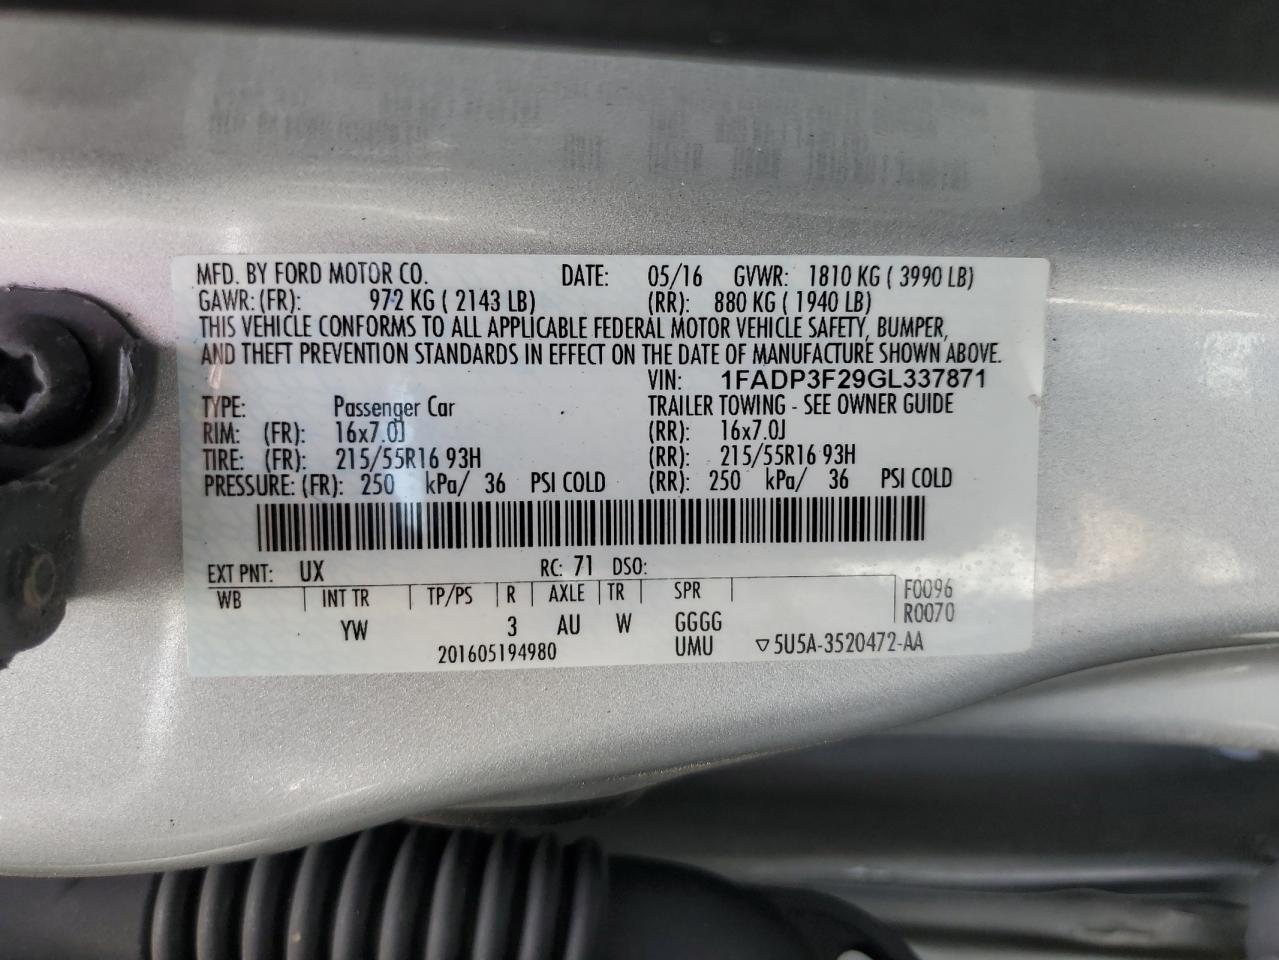 MFD. BY FORD MOTOR CO. DATE: 05/16 GVWR: 1810 KG ( 3990 LB)
GAWR: (FR): 972 KG ( 2143 LB) (RR): 880 KG ( 1940 LB)
THIS VEHICLE CONFORMS TO ALL APPLICABLE FEDERAL MOTOR VEHICLE SAFETY, BUMPER,
AND THEFT PREVENTION STANDARDS IN EFFECT ON THE DATE OF MANUFACTURE SHOWN ABOVE.
VIN: 1FADP3F29GL337871
TYPE: Passenger Car TRAILER TOWING - SEE OWNER GUIDE
RIM: (FR): 16x7.0J (RR): 16x7.0J
TIRE: (FR): 215/55R16 93H (RR): 215/55R16 93H
PRESSURE: (FR): 250 kPa/ 36 PSI COLD (RR): 250 kPa/ 36 PSI COLD
EXT PNT: UX RC: 71 DSO:
WB INT TR TP/PS R AXLE TR SPR F0096
YW 3 AU W GGGG R0070
201605194980 UMU ▽5U5A-3520472-AA